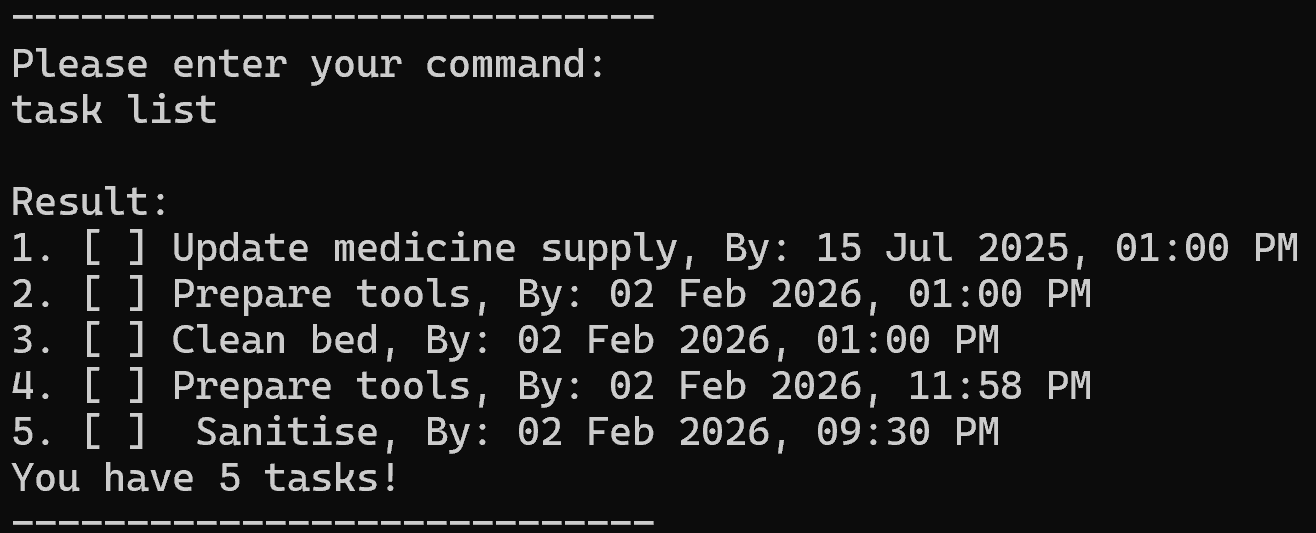 ----------------------------
Please enter your command:
task list

Result:
1. [ ] Update medicine supply, By: 15 Jul 2025, 01:00 PM
2. [ ] Prepare tools, By: 02 Feb 2026, 01:00 PM
3. [ ] Clean bed, By: 02 Feb 2026, 01:00 PM
4. [ ] Prepare tools, By: 02 Feb 2026, 11:58 PM
5. [ ]  Sanitise, By: 02 Feb 2026, 09:30 PM
You have 5 tasks!
----------------------------